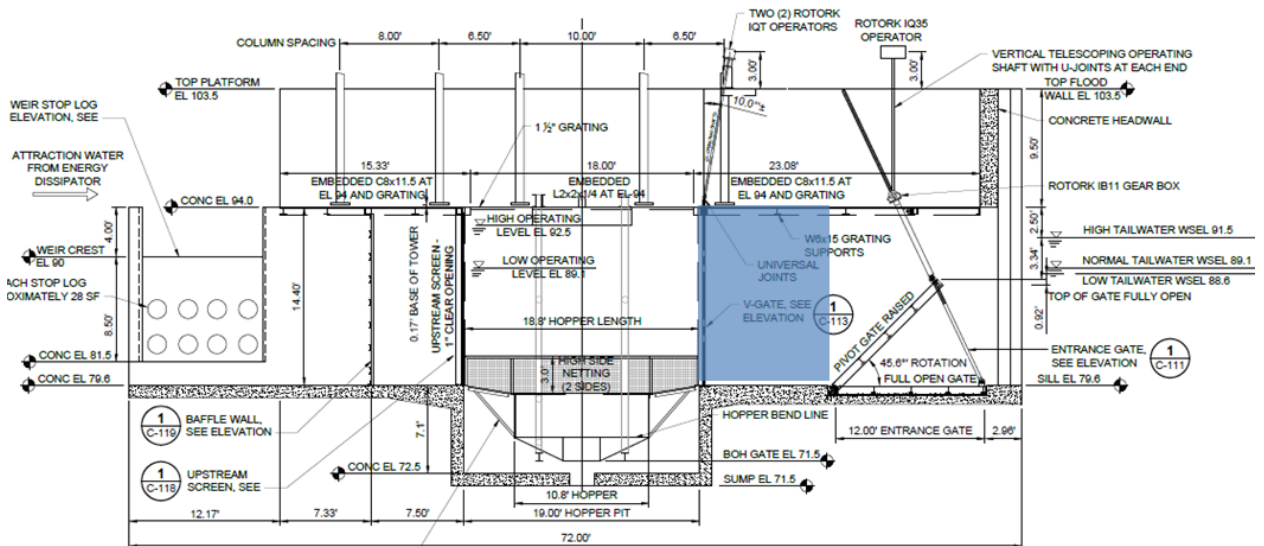 TWO (2) ROTORK
IQT OPERATORS
ROTORK IQ35
OPERATOR
COLUMN SPACING
8.00'
6.50'
10.00'
6.50'
3.00'
3.00'
VERTICAL TELESCOPING OPERATING
SHAFT WITH U-JOINTS AT EACH END
TOP PLATFORM
EL 103.5
TOP FLOOD
WALL EL 103.5
WEIR STOP LOG
ELEVATION, SEE
10.0°±
1 ½" GRATING
CONCRETE HEADWALL
ATTRACTION WATER
FROM ENERGY
DISSIPATOR
15.33'
18.00'
23.08'
9.50'
EMBEDDED C8x11.5 AT
EL 94 AND GRATING
EMBEDDED
L2x2x1/4 AT EL-94
EMBEDDED C8x11.5 AT
EL 94 AND GRATING
ROTORK IB11 GEAR BOX
CONC EL 94.0
4.00'
HIGH OPERATING
LEVEL EL 92.5
W6x15 GRATING
SUPPORTS
2.50'
HIGH TAILWATER WSEL 91.5
WEIR CREST
EL 90
LOW OPERATING
LEVEL EL 89.1
UNIVERSAL
JOINTS
3.34'
NORMAL TAILWATER WSEL 89.1
LOW TAILWATER WSEL 88.6
TOP OF GATE FULLY OPEN
ACH STOP LOG
OXIMATELY 28 SF
8.50'
14.40'
0.17' BASE OF TOWER
UPSTREAM SCREEN -
1" CLEAR OPENING
18.8' HOPPER LENGTH
V-GATE, SEE
ELEVATION
1
C-113
0.92'
PIVOT GATE RAISED
CONC EL 81.5
HIGH SIDE
NETTING
(2 SIDES)
3.0'
45.6° ROTATION
FULL OPEN GATE
ENTRANCE GATE,
SEE ELEVATION
1
C-111
CONC EL 79.6
SILL EL 79.6
1
C-119
BAFFLE WALL,
SEE ELEVATION
7.1'
HOPPER BEND LINE
12.00' ENTRANCE GATE
2.96'
1
C-118
UPSTREAM
SCREEN, SEE
CONC EL 72.5
BOH GATE EL 71.5
SUMP EL 71.5
10.8' HOPPER
12.17'
7.33'
7.50'
19.00' HOPPER PIT
72.00'